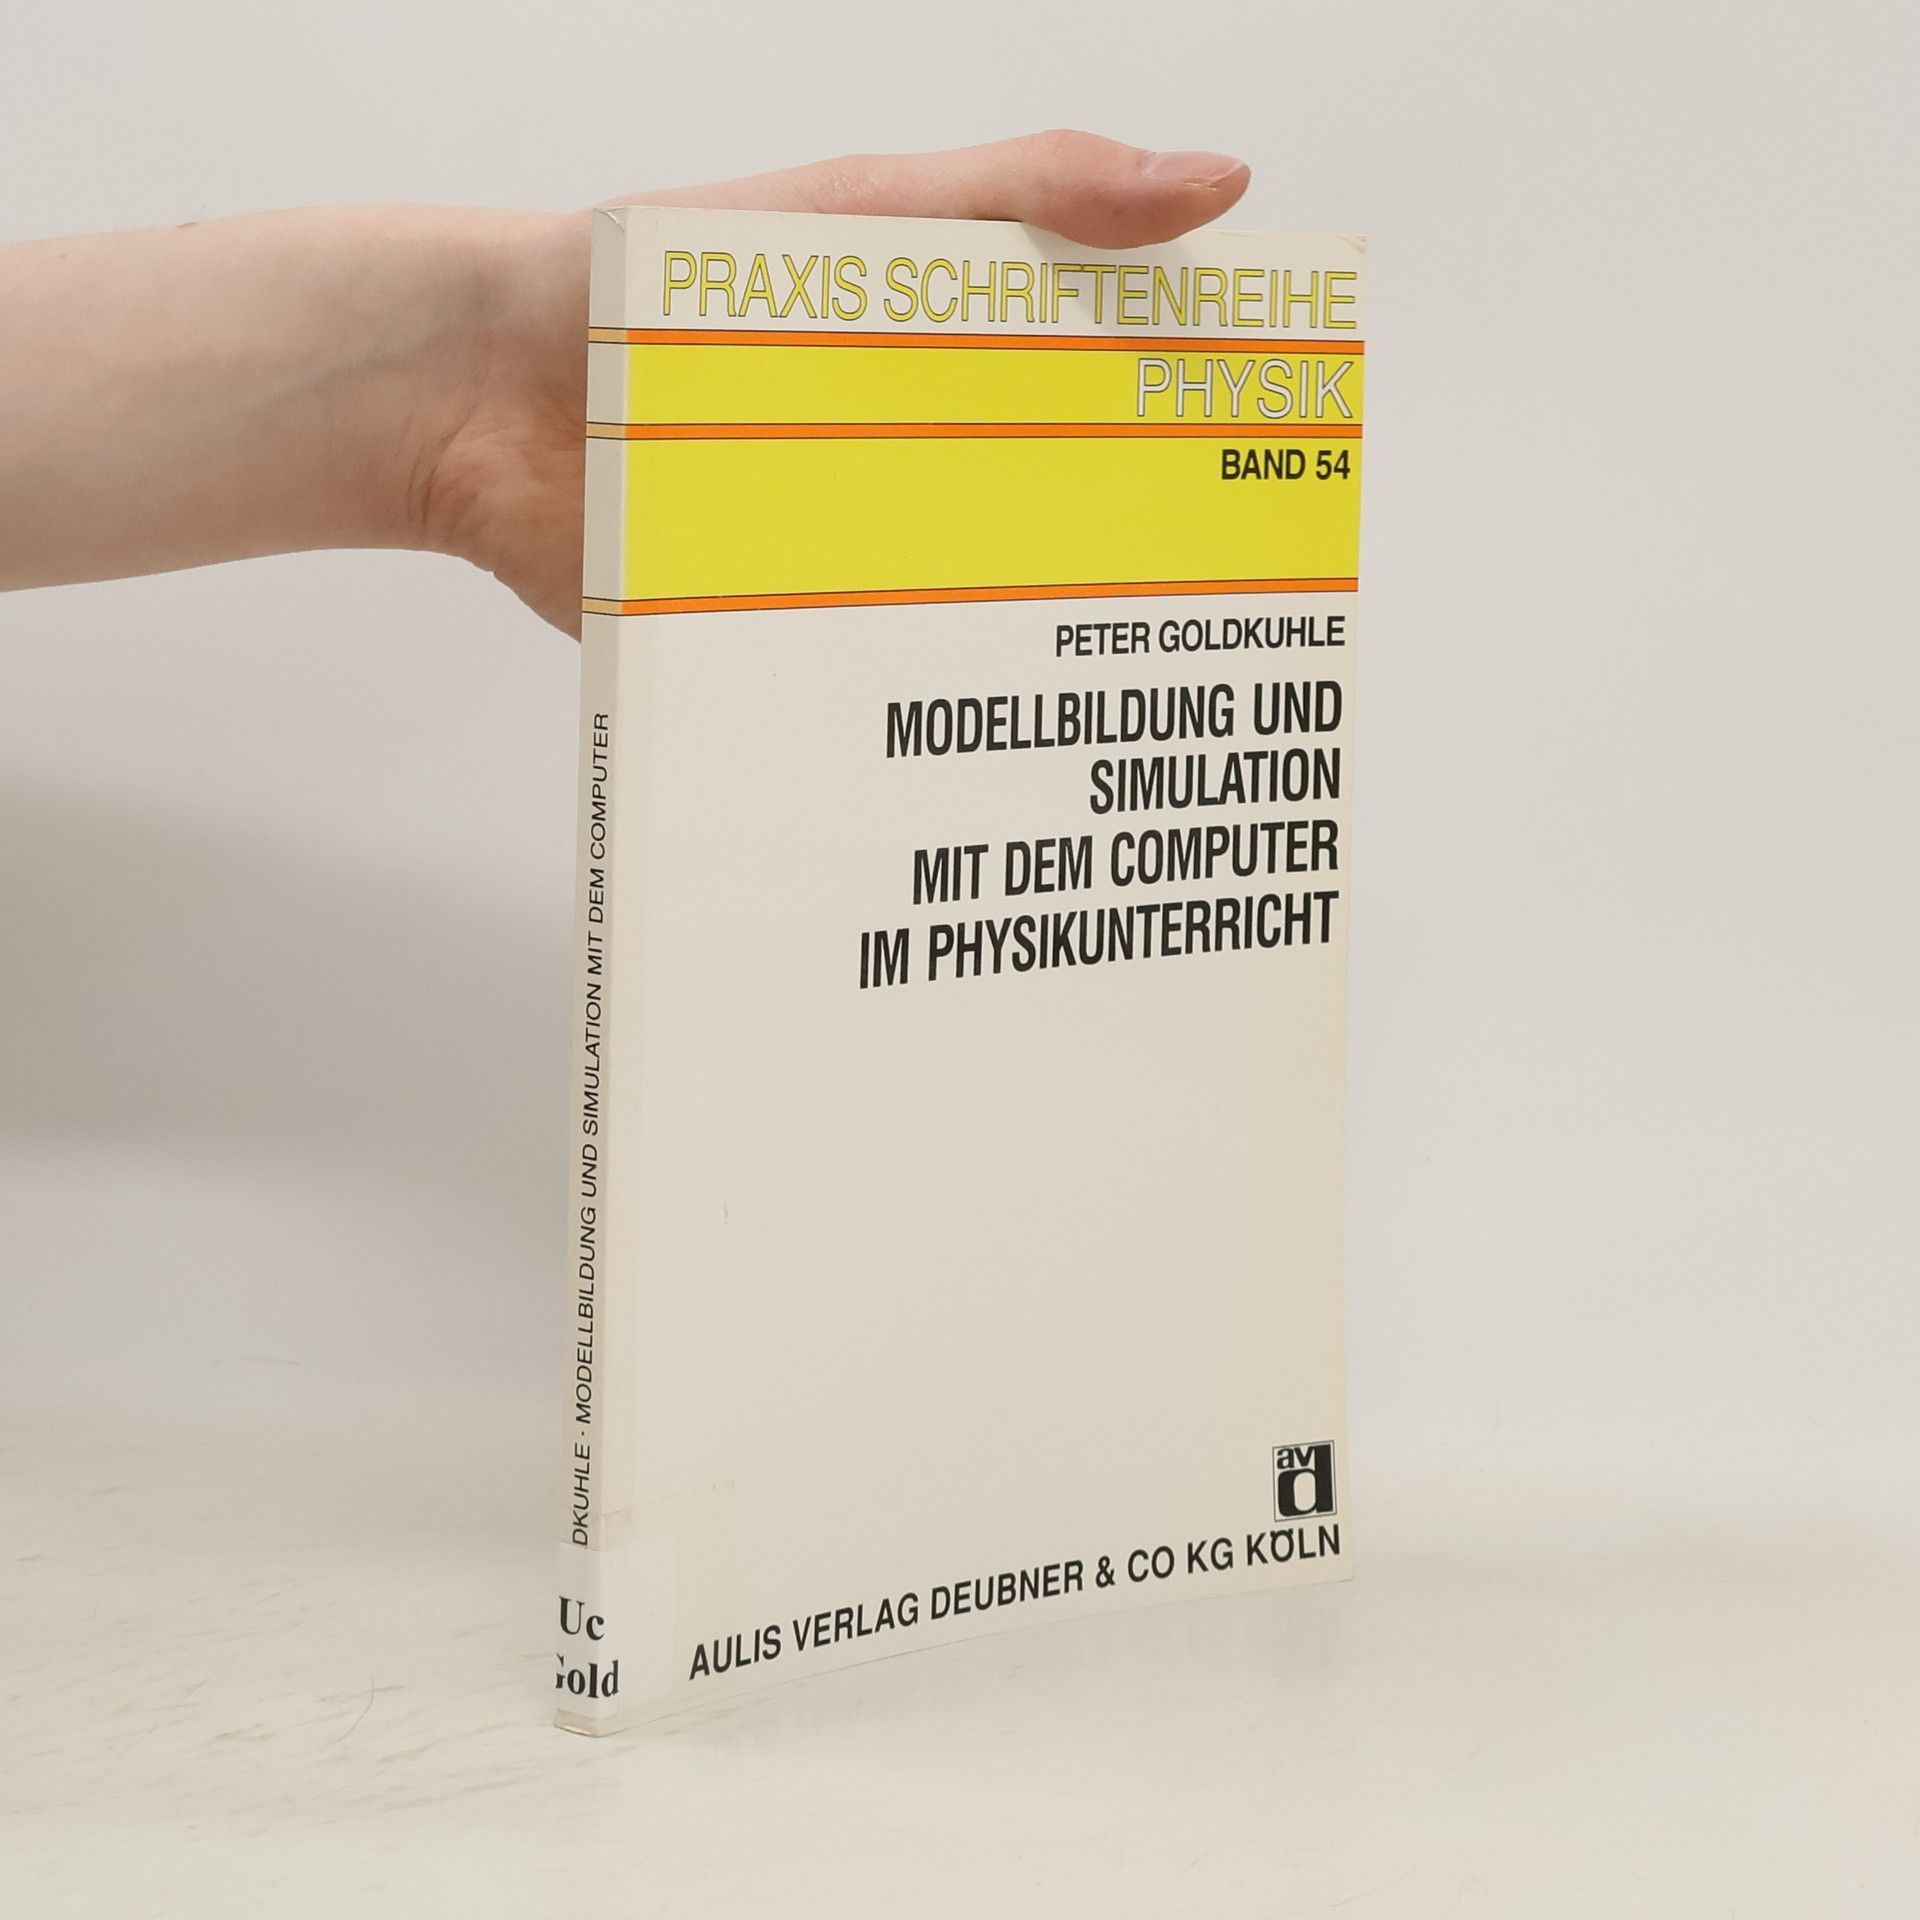 PRAXIS SCHRIFTENREIHE
PHYSIK
BAND 54
PETER GOLDKUHLE
MODELLBILDUNG UND
SIMULATION
MIT DEM COMPUTER
IM PHYSIKUNTERRICHT
avd
AULIS VERLAG DEUBNER & CO KG KÖLN
DKUHLE · MODELLBILDUNG UND SIMULATION MIT DEM COMPUTER
Uc
Gold